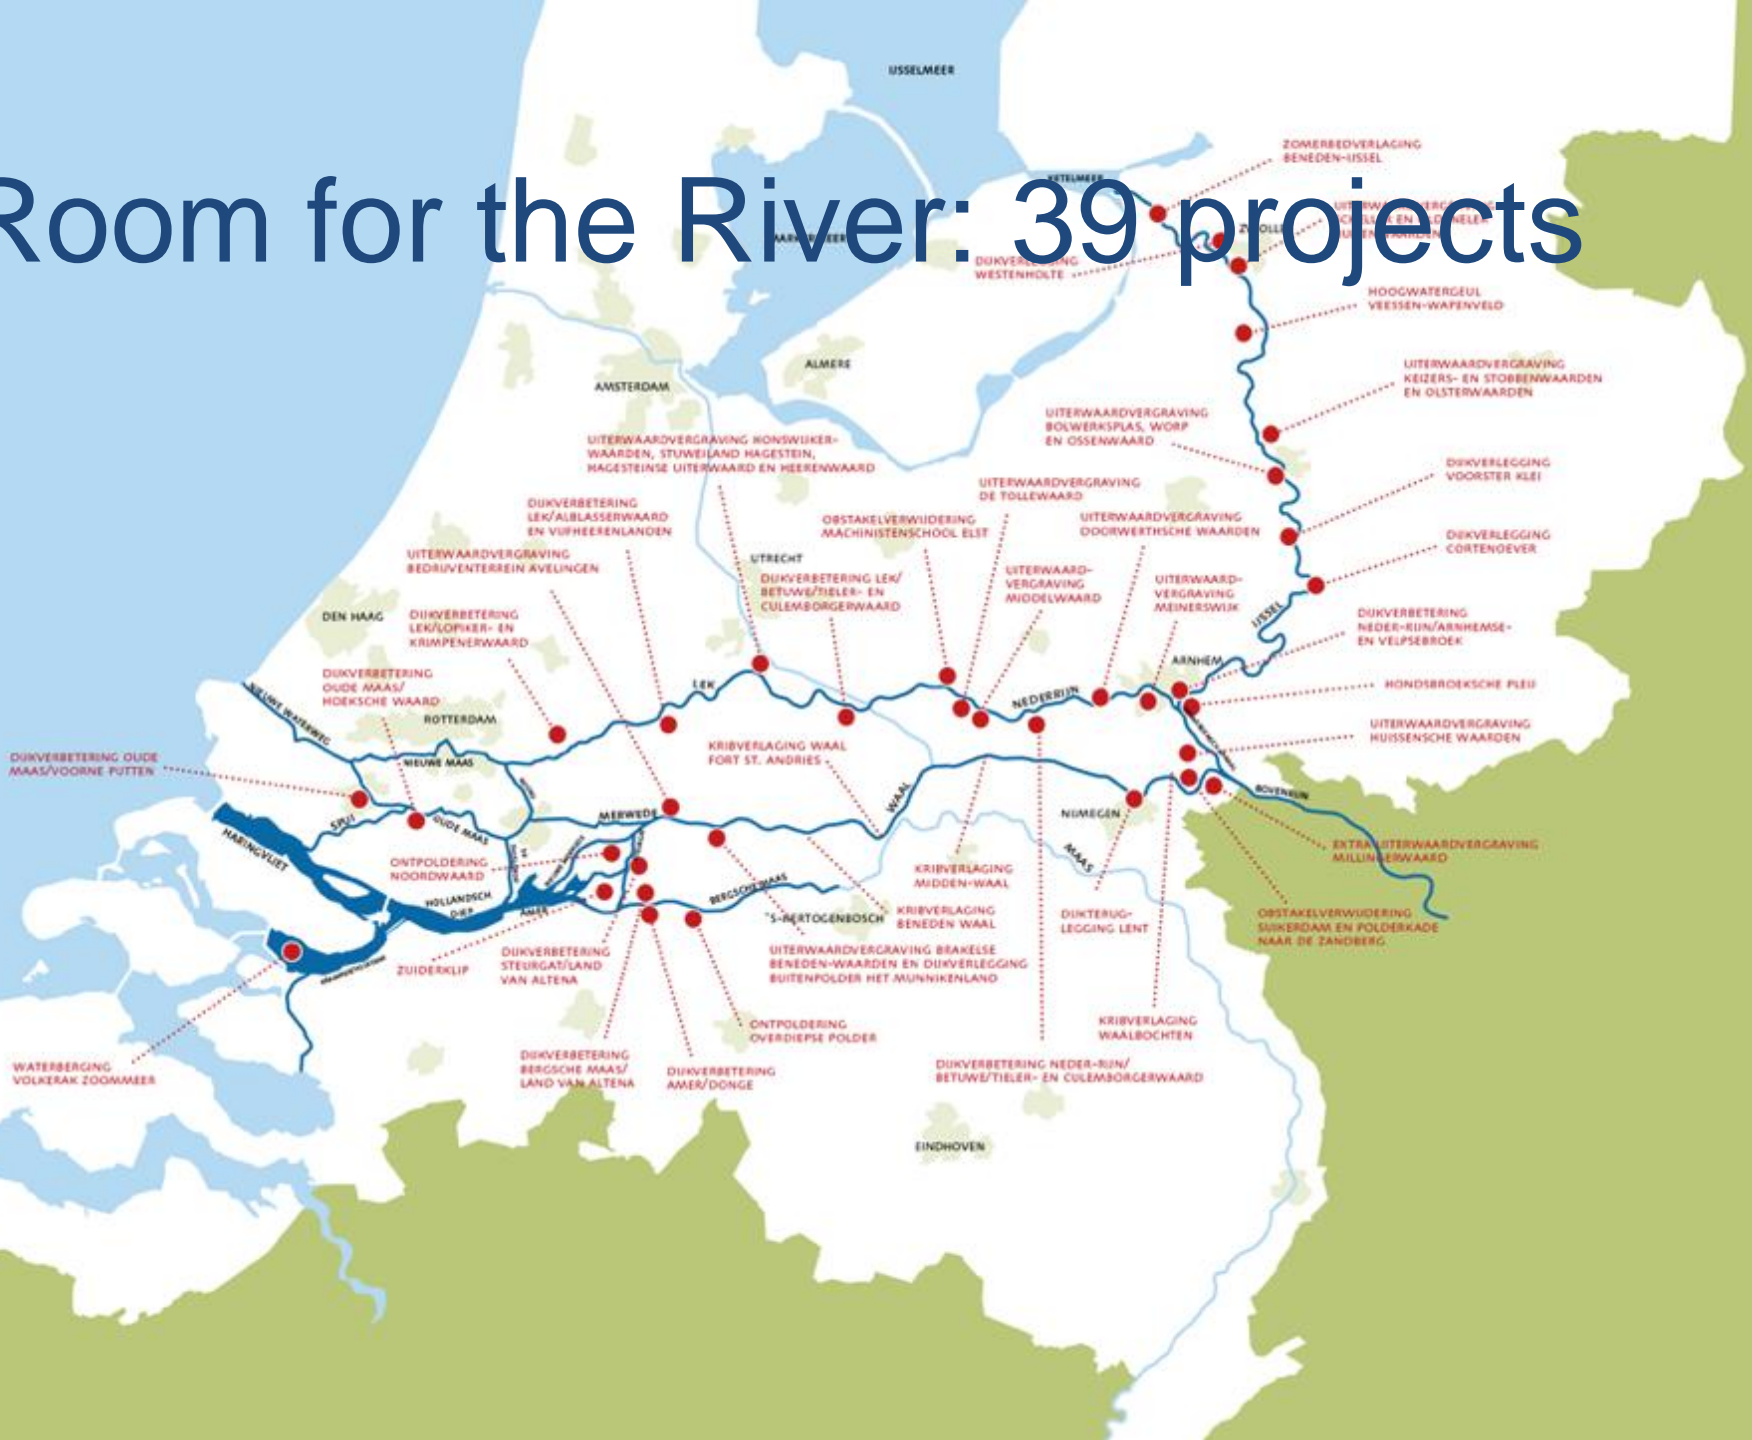 IJSSELMEER
ZOMERBEDVERLAGING
BENEDEN-IJSSEL
KETELMEER
Room for the River: 39 projects
DIJKVERLEGGING
WESTENHOLTE
HOOGWATERGEUL
VEESSEN-WAPENVELD
ALMERE
AMSTERDAM
UITERWAARDVERGRAVING
KEIZERS- EN STOBBENWAARDEN
EN OLSTERWAARDEN
UITERWAARDVERGRAVING
BOLWERKSPLAS, WORP
EN OSSENWAARD
UITERWAARDVERGRAVING HONSWIJKER-
WAARDEN, STUWEILAND HAGESTEIN,
HAGESTEINSE UITERWAARD EN HEERENWAARD
DIJKVERLEGGING
VOORSTER KLEI
UITERWAARDVERGRAVING
DE TOLLEWAARD
DIJKVERBETERING
LEK/ALBLASSERWAARD
EN VIJFHEERENLANDEN
OBSTAKELVERWIJDERING
MACHINISTENSCHOOL ELST
UITERWAARDVERGRAVING
DOORWERTHSCHE WAARDEN
DIJKVERLEGGING
CORTENOEVER
UITERWAARDVERGRAVING
BEDRIJVENTERREIN AVELINGEN
UTRECHT
DIJKVERBETERING LEK/
BETUWE/TIELER- EN
CULEMBORGERWAARD
UITERWAARD-
VERGRAVING
MIDDELWAARD
UITERWAARD-
VERGRAVING
MEINERSWIJK
DEN HAAG
DIJKVERBETERING
LEK/LOPIKER- EN
KRIMPENERWAARD
IJSSEL
DIJKVERBETERING
NEDER-RIJN/ARNHEMSE-
EN VELPSEBROEK
ARNHEM
DIJKVERBETERING
OUDE MAAS/
HOEKSCHE WAARD
LEK
NEDERRIJN
HONDSBROEKSCHE PLEIJ
NIEUWE WATERWEG
ROTTERDAM
UITERWAARDVERGRAVING
HUISSENSCHE WAARDEN
DIJKVERBETERING OUDE
MAAS/VOORNE PUTTEN
NIEUWE MAAS
KRIBVERLAGING WAAL
FORT ST. ANDRIES
WAAL
BOVENRIJN
SPUI
OUDE MAAS
MERWEDE
NIJMEGEN
HARINGVLIET
MAAS
EXTRA UITERWAARDVERGRAVING
MILLINGERWAARD
ONTPOLDERING
NOORDWAARD
KRIBVERLAGING
MIDDEN-WAAL
HOLLANDSCH
DIEP
AMER
BERGSCHE MAAS
'S-HERTOGENBOSCH
KRIBVERLAGING
BENEDEN WAAL
DIJKTERUG-
LEGGING LENT
OBSTAKELVERWIJDERING
SUIKERDAM EN POLDERKADE
NAAR DE ZANDBERG
ZUIDERKLIP
DIJKVERBETERING
STEURGAT/LAND
VAN ALTENA
UITERWAARDVERGRAVING BRAKELSE
BENEDEN-WAARDEN EN DIJKVERLEGGING
BUITENPOLDER HET MUNNIKENLAND
ONTPOLDERING
OVERDIEPSE POLDER
KRIBVERLAGING
WAALBOCHTEN
WATERBERGING
VOLKERAK ZOOMMEER
DIJKVERBETERING
BERGSCHE MAAS/
LAND VAN ALTENA
DIJKVERBETERING
AMER/DONGE
DIJKVERBETERING NEDER-RIJN/
BETUWE/TIELER- EN CULEMBORGERWAARD
EINDHOVEN